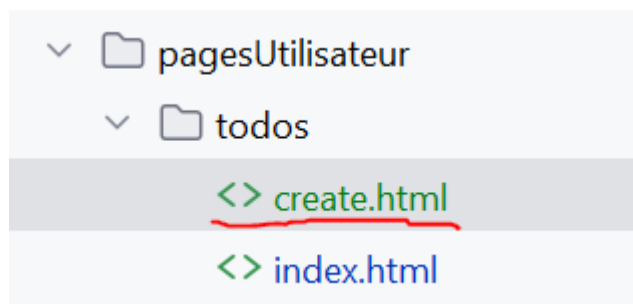 pagesUtilisateur
todos
<> create.html
<> index.html